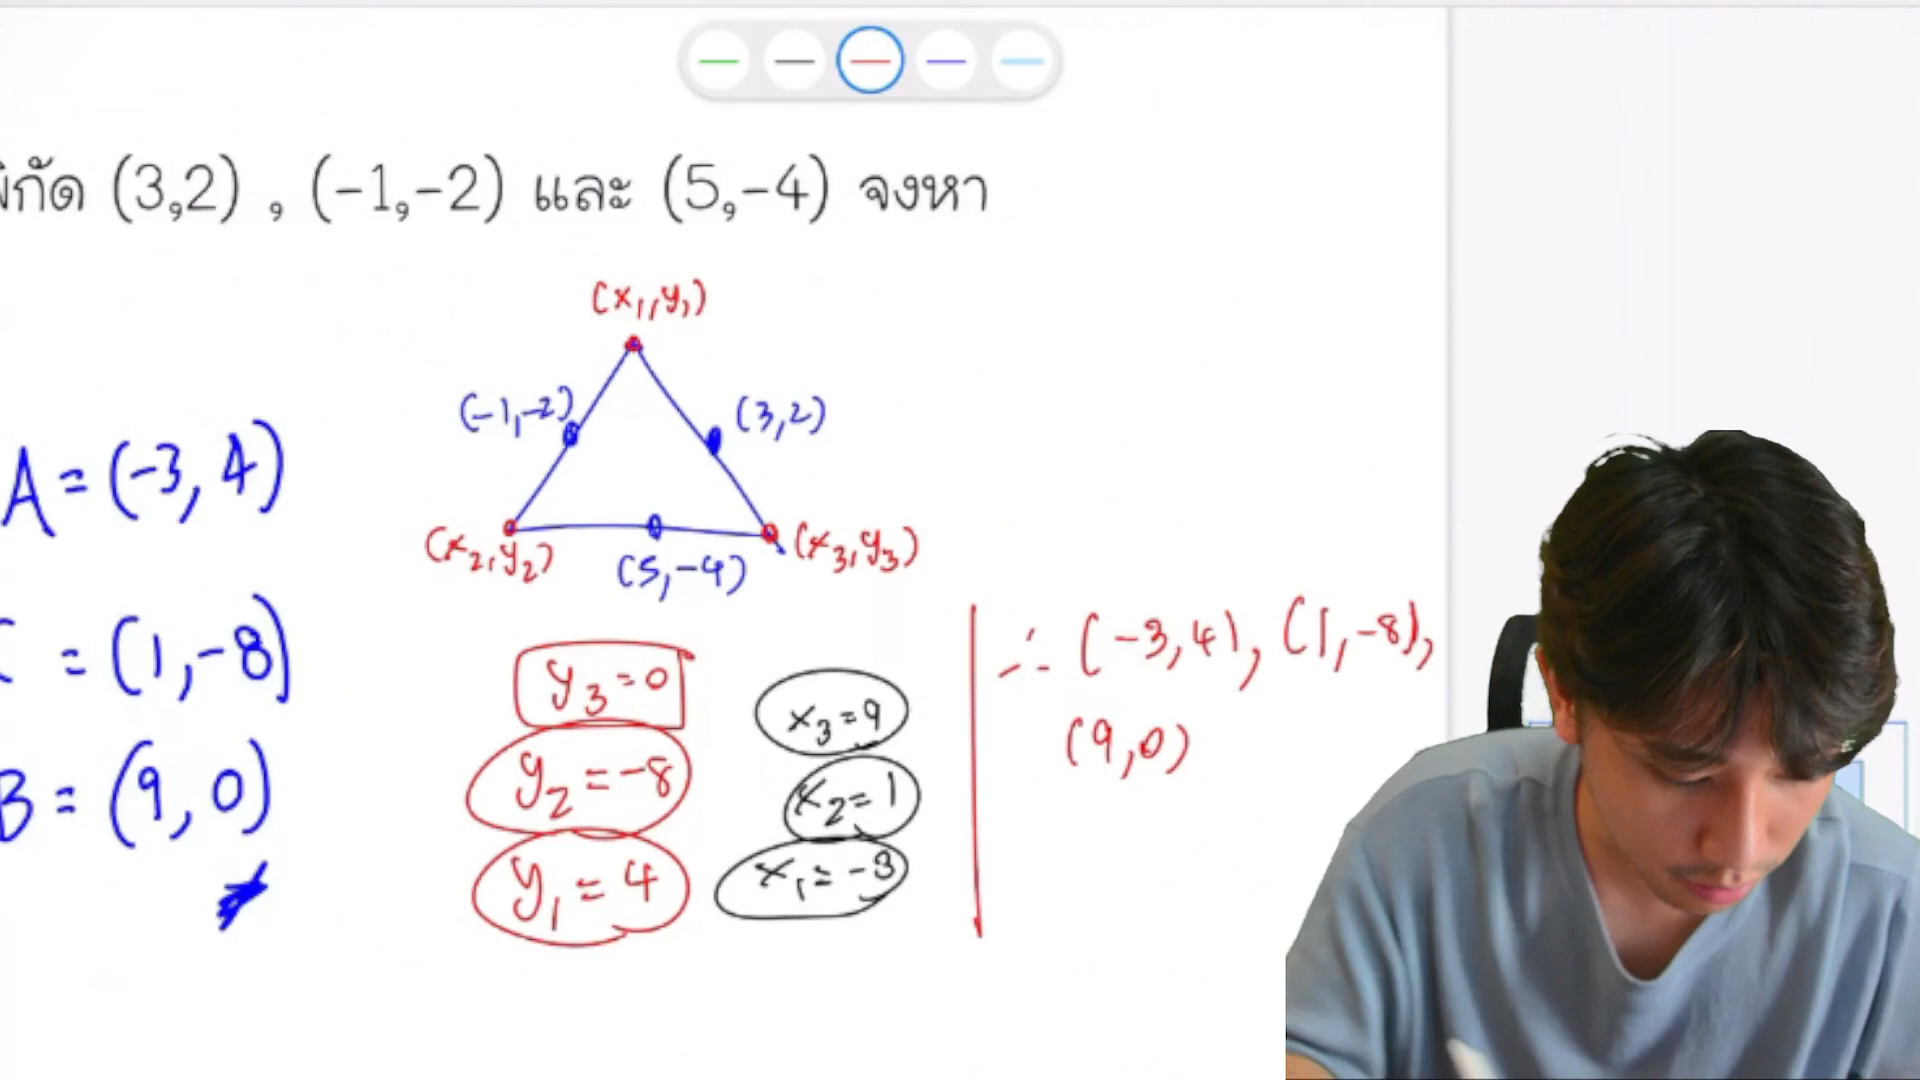 พิกัด (3,2) , (-1,-2) และ (5,-4) จงหา
(x₁,y₁)
(-1,-2)
(3,2)
A = (-3, 4)
(x₂,y₂)
(5,-4)
(x₃,y₃)
C = (1,-8)
B = (9, 0)
y₃ = 0
y₂ = -8
y₁ = 4
x₃ = 9
x₂ = 1
x₁ = -3
∴ (-3,4), (1,-8),
(9,0)